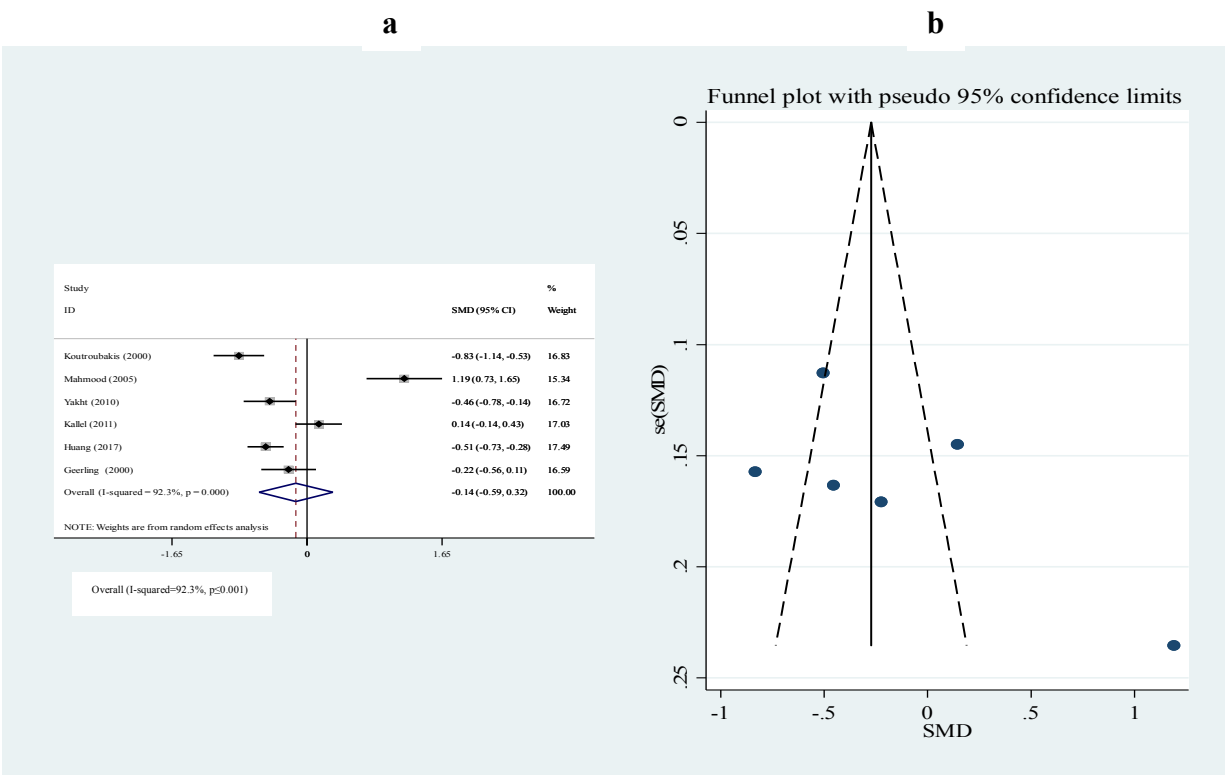 a
Study %
ID SMD (95% CI) Weight
Koutroubakis (2000) -0.83 (-1.14, -0.53) 16.83
Mahmood (2005) 1.19 (0.73, 1.65) 15.34
Yakht (2010) -0.46 (-0.78, -0.14) 16.72
Kallel (2011) 0.14 (-0.14, 0.43) 17.03
Huang (2017) -0.51 (-0.73, -0.28) 17.49
Geerling (2000) -0.22 (-0.56, 0.11) 16.59
Overall (I-squared = 92.3%, p = 0.000) -0.14 (-0.59, 0.32) 100.00
NOTE: Weights are from random effects analysis
-1.65 0 1.65
Overall (I-squared=92.3%, p≤0.001)
b
Funnel plot with pseudo 95% confidence limits
se(SMD)
0
.05
.1
.15
.2
.25
-1 -.5 0 .5 1
SMD